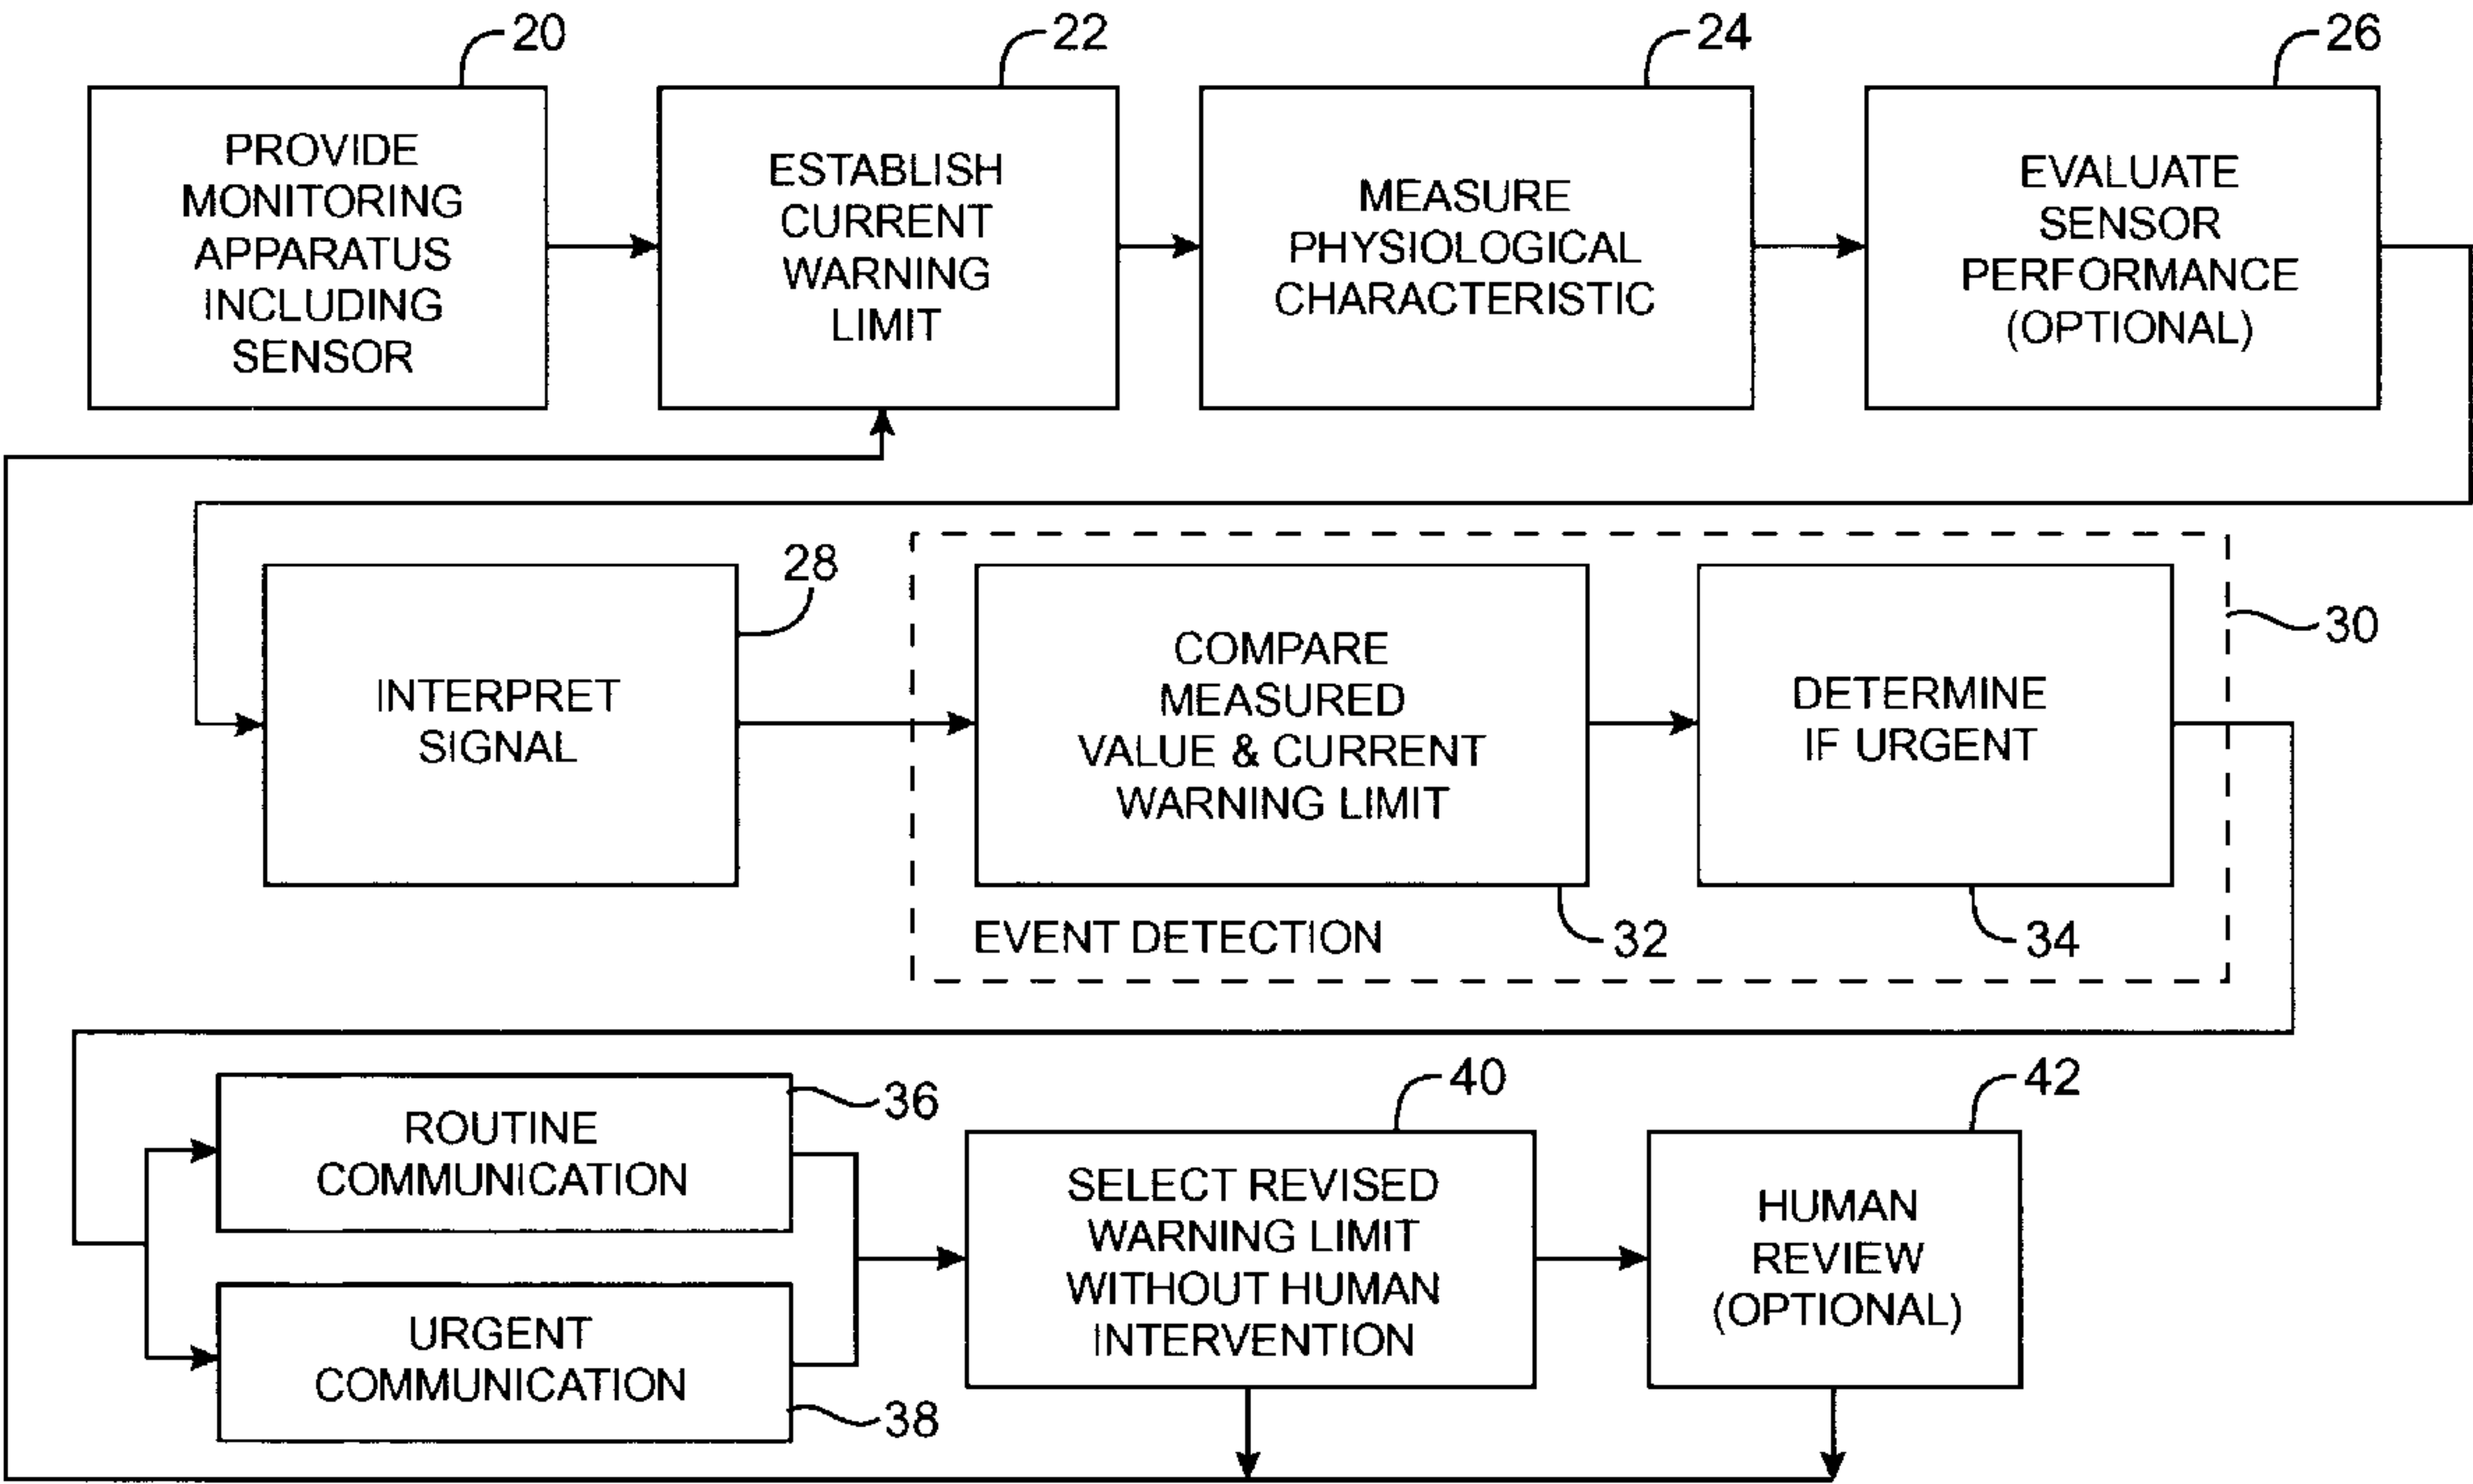 20
PROVIDE
MONITORING
APPARATUS
INCLUDING
SENSOR
22
ESTABLISH
CURRENT
WARNING
LIMIT
24
MEASURE
PHYSIOLOGICAL
CHARACTERISTIC
26
EVALUATE
SENSOR
PERFORMANCE
(OPTIONAL)
28
INTERPRET
SIGNAL
30
COMPARE
MEASURED
VALUE & CURRENT
WARNING LIMIT
32
DETERMINE
IF URGENT
34
EVENT DETECTION
36
ROUTINE
COMMUNICATION
URGENT
COMMUNICATION
38
40
SELECT REVISED
WARNING LIMIT
WITHOUT HUMAN
INTERVENTION
42
HUMAN
REVIEW
(OPTIONAL)